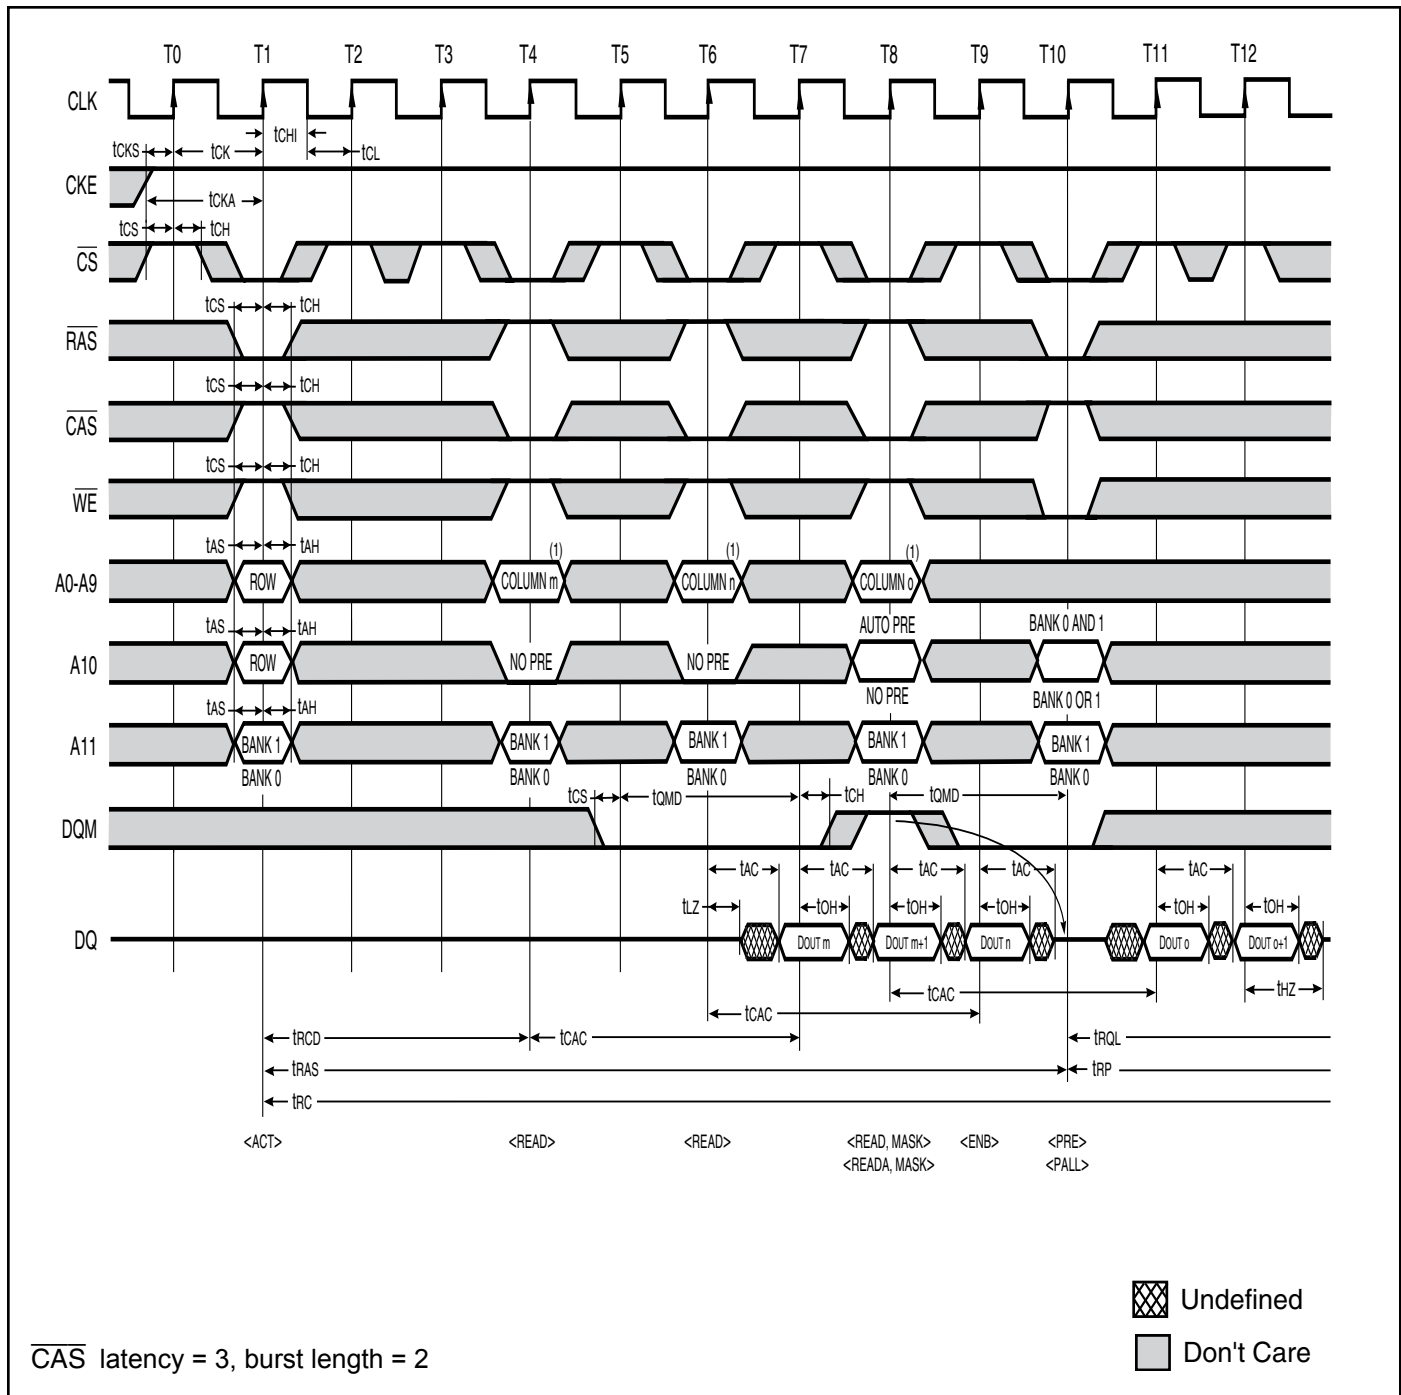 T0 T1 T2 T3 T4 T5 T6 T7 T8 T9 T10 T11 T12
CLK
tCHI
tCKS tCK tCL
CKE
tCKA
tCS tCH
CS
tCS tCH
RAS
tCS tCH
CAS
tCS tCH
WE
tAS tAH (1) (1) (1)
A0-A9 ROW COLUMN m COLUMN n COLUMN o
tAS tAH AUTO PRE BANK 0 AND 1
A10 ROW NO PRE NO PRE
NO PRE BANK 0 OR 1
tAS tAH
A11 BANK 1 BANK 1 BANK 1 BANK 1 BANK 1
BANK 0 BANK 0 BANK 0 BANK 0 BANK 0
tCS tQMD tCH tQMD
DQM
tAC tAC tAC tAC tAC
tLZ tOH tOH tOH tOH tOH
DQ DOUT m DOUT m+1 DOUT n DOUT o DOUT o+1
tCAC tHZ
tCAC
tRCD tCAC tRQL
tRAS tRP
tRC
<ACT> <READ> <READ> <READ, MASK> <ENB> <PRE>
<READA, MASK> <PALL>
Undefined
Don't Care
CAS latency = 3, burst length = 2